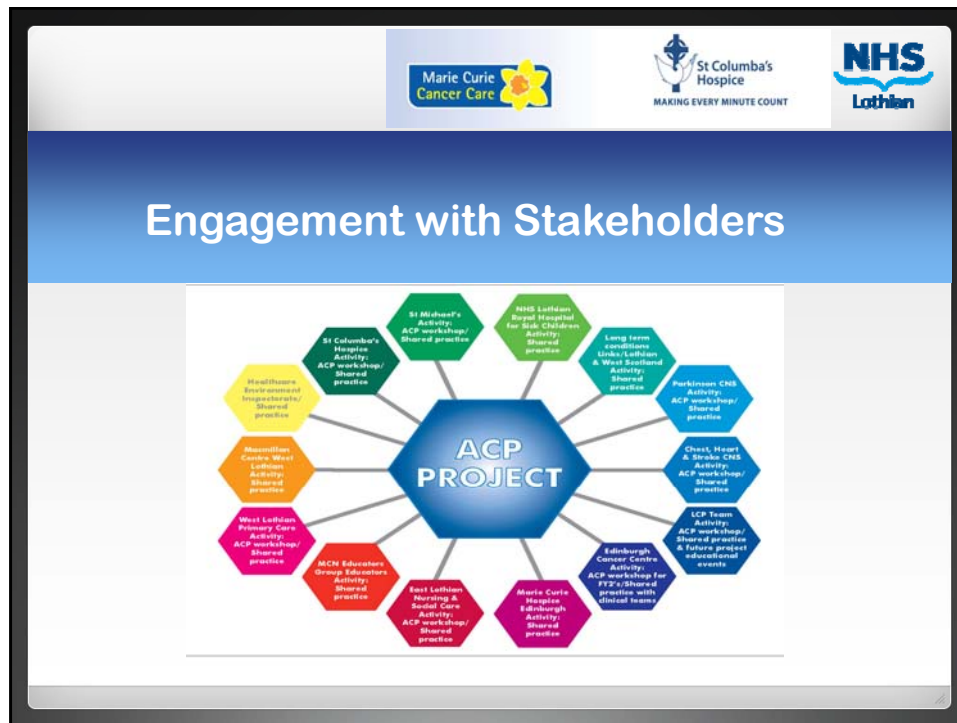 Marie Curie
Cancer Care
St Columba's
Hospice
MAKING EVERY MINUTE COUNT
NHS
Lothian
Engagement with Stakeholders
St Michael's
Activity:
ACP workshop/
Shared practice
NHS Lothian
Royal Hospital
for Sick Children
Activity:
Shared
practice
St Columba's
Hospice
Activity:
ACP workshop/
Shared
practice
Long term
conditions
Links/Lothian
& West Scotland
Activity:
Shared
practice
Healthcare
Environment
Inspectorate/
Shared
practice
Parkinson CNS
Activity:
ACP workshop/
Shared
practice
ACP
PROJECT
Macmillan
Centre West
Lothian
Activity:
Shared
practice
Chest, Heart
& Stroke CNS
Activity:
ACP workshop/
Shared
practice
West Lothian
Primary Care
Activity:
ACP workshop/
Shared
practice
LCP Team
Activity:
ACP workshop/
Shared practice
& future project
educational
events
MCN Educators
Group Educators
Activity:
Shared
practice
Edinburgh
Cancer Centre
Activity:
ACP workshop for
FY2's/Shared
practice with
clinical teams
East Lothian
Nursing &
Social Care
Activity:
ACP workshop/
Shared
practice
Marie Curie
Hospice
Edinburgh
Activity:
Shared
practice